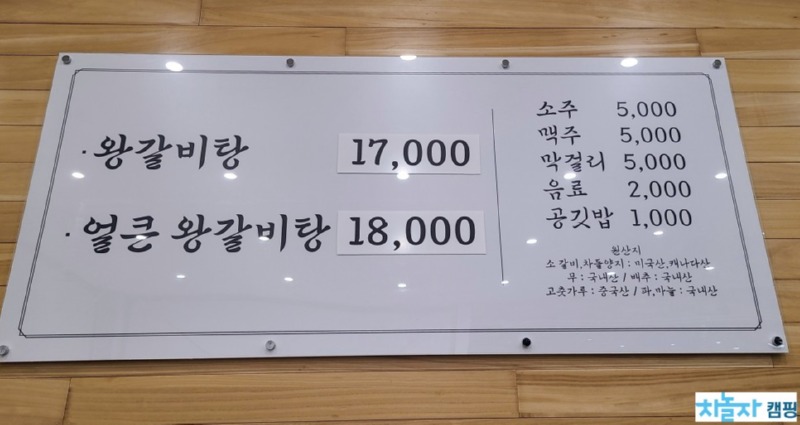 · 왕갈비탕 17,000
· 얼큰 왕갈비탕 18,000
소주 5,000
맥주 5,000
막걸리 5,000
음료 2,000
공깃밥 1,000
원산지
소갈비,차돌양지 : 미국산,캐나다산
무 : 국내산 / 배추 : 국내산
고춧가루 : 중국산 / 파,마늘 : 국내산
차놀자 캠핑